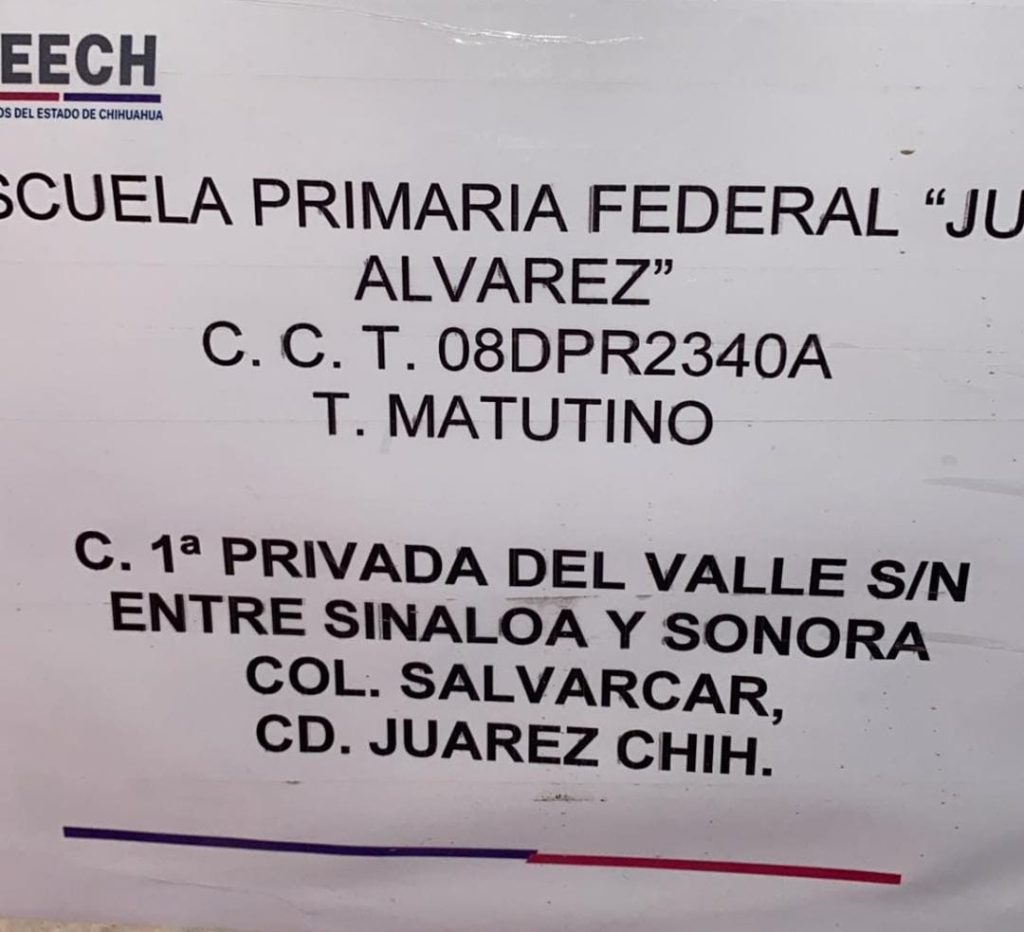 EECH
OS DEL ESTADO DE CHIHUAHUA
SCUELA PRIMARIA FEDERAL “JU
ALVAREZ”
C. C. T. 08DPR2340A
T. MATUTINO
C. 1ª PRIVADA DEL VALLE S/N
ENTRE SINALOA Y SONORA
COL. SALVARCAR,
CD. JUAREZ CHIH.